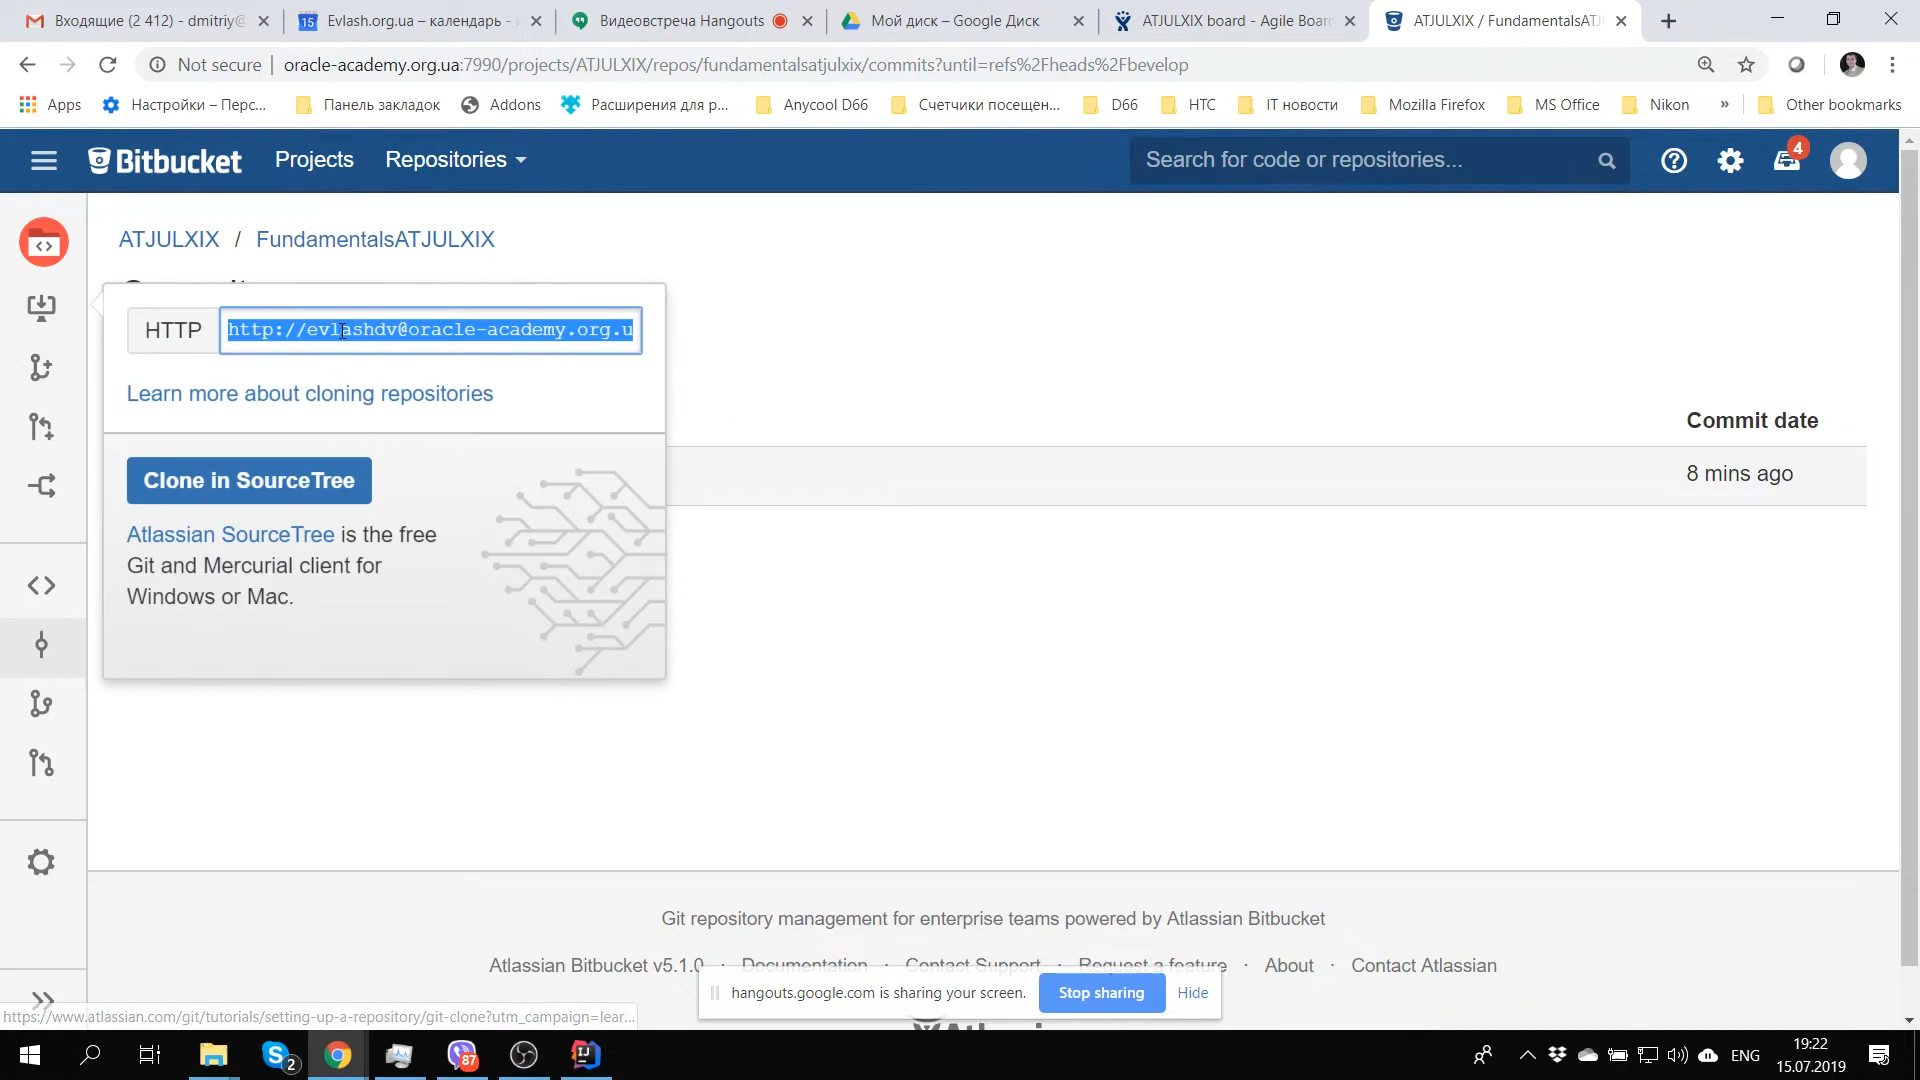 Входящие (2 412) - dmitriy@
Evlash.org.ua – календарь -
Видеовстреча Hangouts
Мой диск – Google Диск
ATJULXIX board - Agile Board
ATJULXIX / FundamentalsATJ
Not secure
oracle-academy.org.ua:7990/projects/ATJULXIX/repos/fundamentalsatjulxix/commits?until=refs%2Fheads%2Fbevelop
Apps
Настройки – Перс...
Панель закладок
Addons
Расширения для р...
Anycool D66
Счетчики посещен...
D66
HTC
IT новости
Mozilla Firefox
MS Office
Nikon
»
Other bookmarks
Bitbucket
Projects
Repositories
Search for code or repositories...
4
ATJULXIX / FundamentalsATJULXIX
HTTP
http://evlashdv@oracle-academy.org.u
Learn more about cloning repositories
Commit date
8 mins ago
Clone in SourceTree
Atlassian SourceTree is the free
Git and Mercurial client for
Windows or Mac.
Git repository management for enterprise teams powered by Atlassian Bitbucket
Atlassian Bitbucket v5.1.0 · Documentation · Contact Support · Request a feature · About · Contact Atlassian
hangouts.google.com is sharing your screen.
Stop sharing
Hide
https://www.atlassian.com/git/tutorials/setting-up-a-repository/git-clone?utm_campaign=lear...
2
87
ENG
19:22
15.07.2019